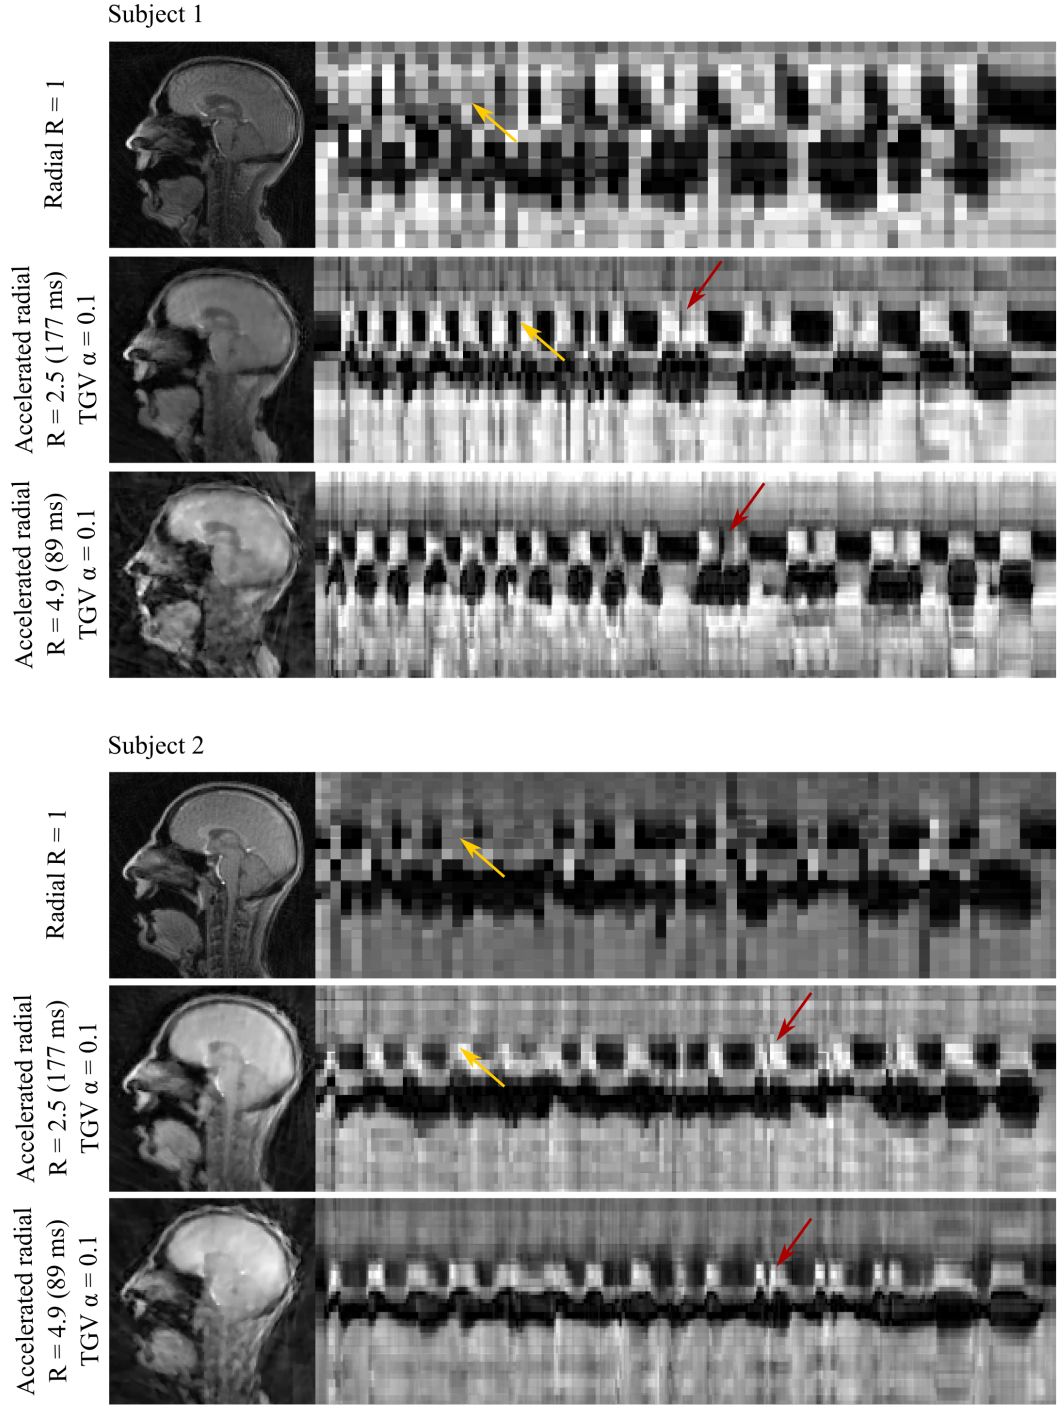 Subject 1
Radial R = 1
Accelerated radial
R = 2.5 (177 ms)
TGV α = 0.1
Accelerated radial
R = 4.9 (89 ms)
TGV α = 0.1
Subject 2
Radial R = 1
Accelerated radial
R = 2.5 (177 ms)
TGV α = 0.1
Accelerated radial
R = 4.9 (89 ms)
TGV α = 0.1